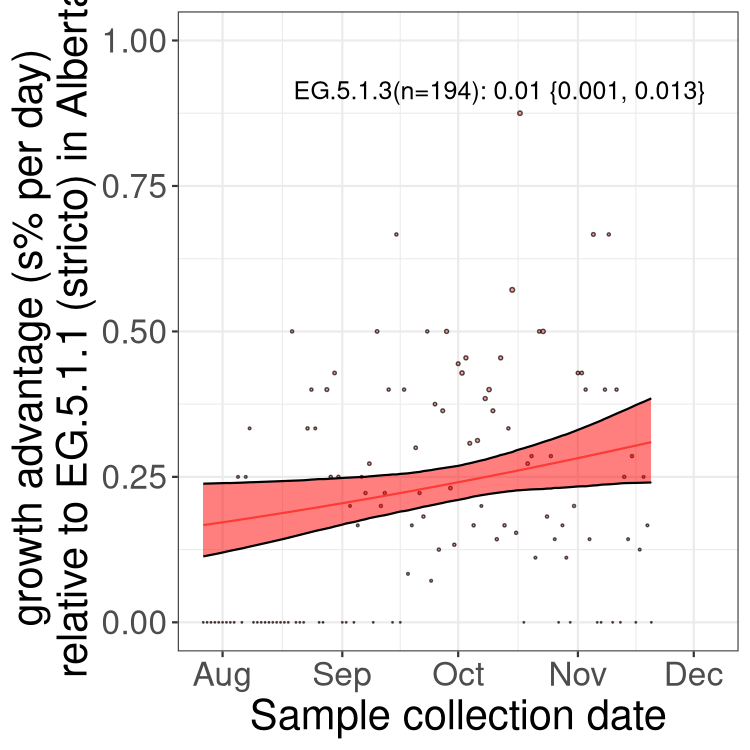 growth advantage (s% per day)
relative to EG.5.1.1 (stricto) in Alberta
1.00
0.75
0.50
0.25
0.00
EG.5.1.3(n=194): 0.01 {0.001, 0.013}
Aug Sep Oct Nov Dec
Sample collection date